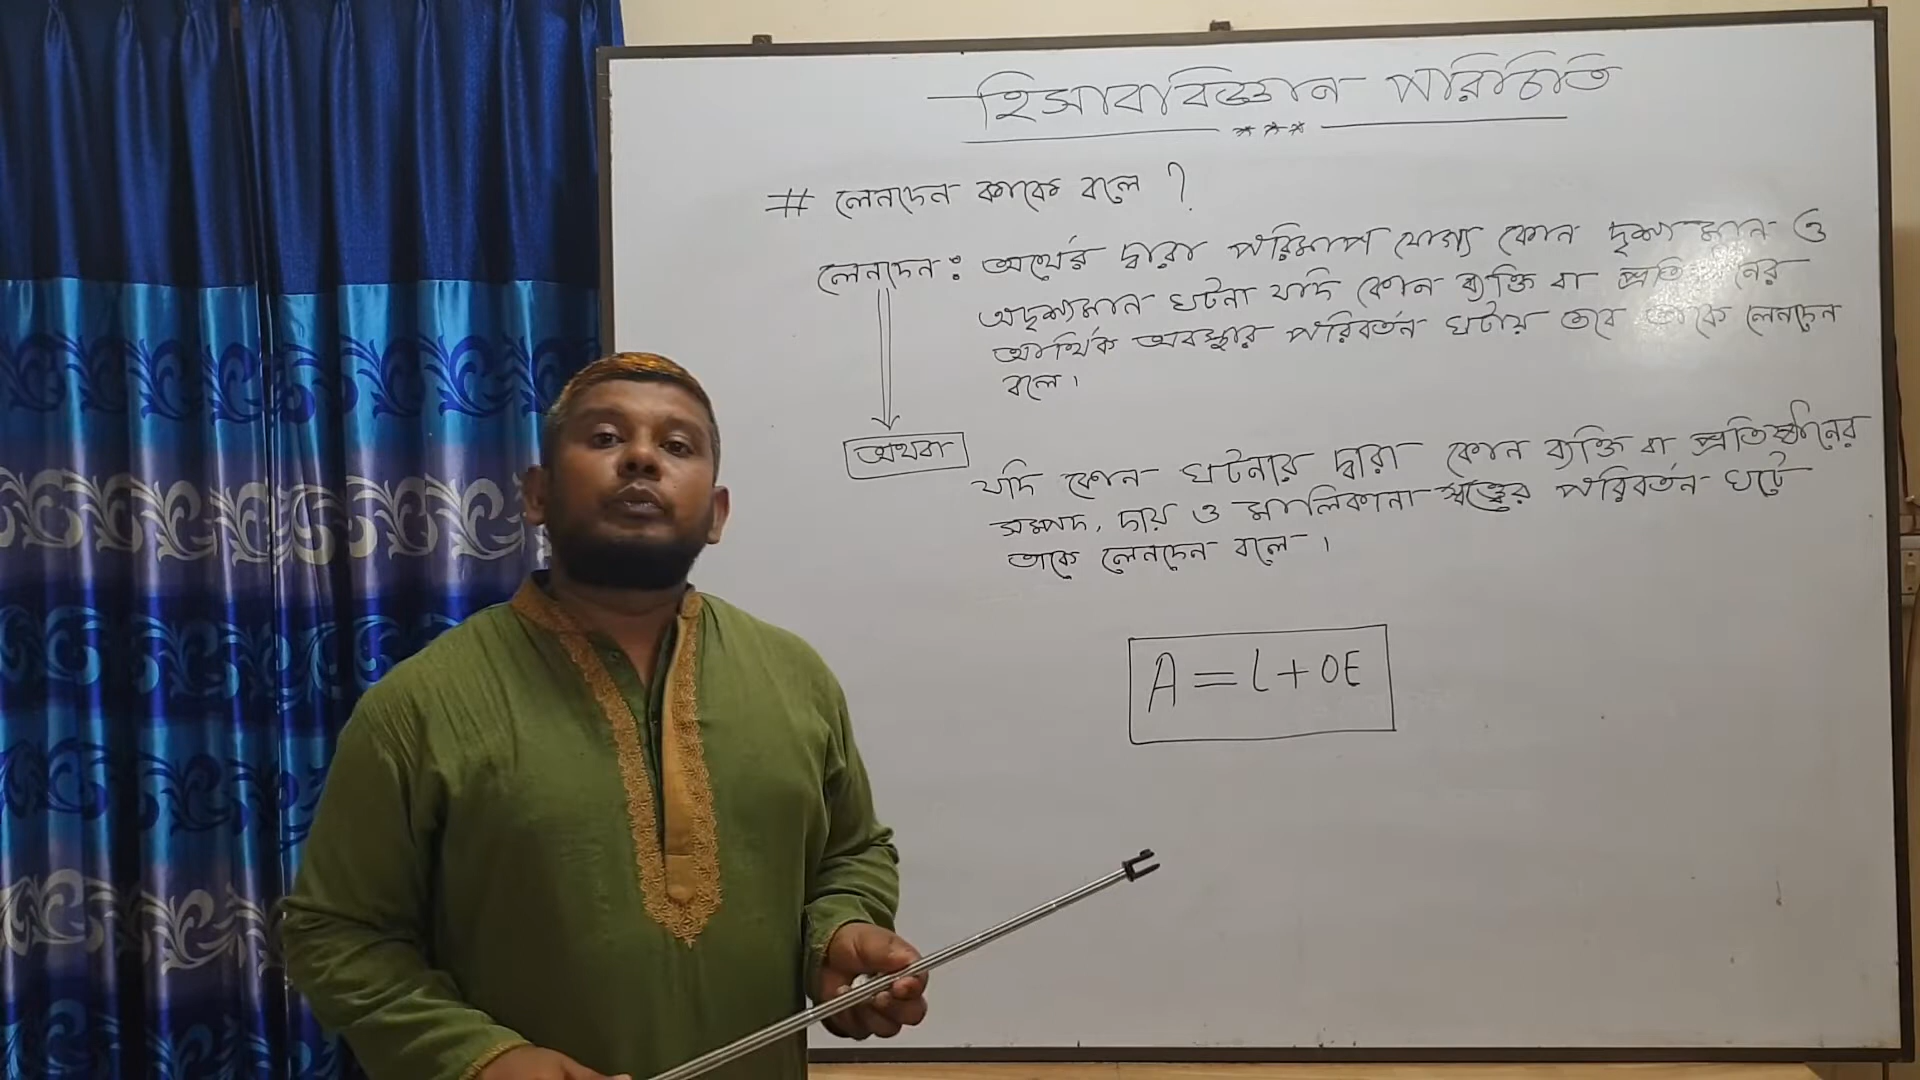 হিসাববিজ্ঞান পরিচিতি
***
# লেনদেন কাকে বলে ?
লেনদেন : অর্থের দ্বারা পরিমাপ যোগ্য কোন দৃশ্যমান ও
অদৃশ্যমান ঘটনা যদি কোন ব্যক্তি বা প্রতিষ্ঠানের
আর্থিক অবস্থার পরিবর্তন ঘটায় তবে তাকে লেনদেন
বলে।
অথবা
যদি কোন ঘটনার দ্বারা কোন ব্যক্তি বা প্রতিষ্ঠানের
সম্পদ, দায় ও মালিকানা স্বত্ত্বের পরিবর্তন ঘটে
তাকে লেনদেন বলে।
A = L + OE